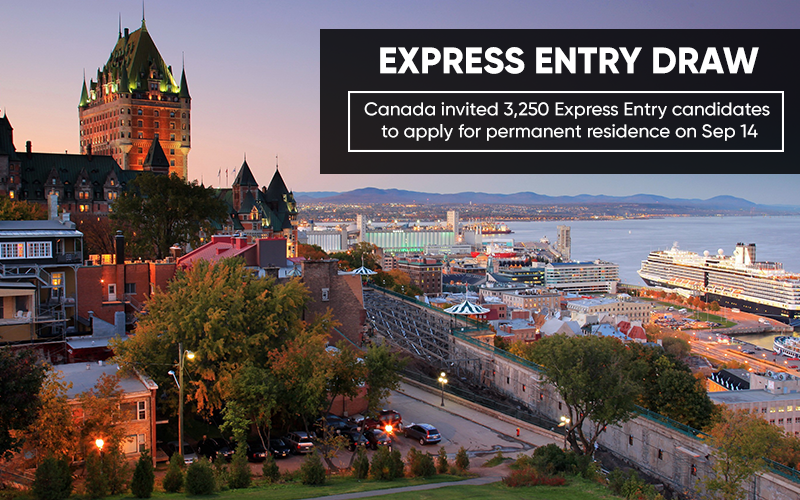 EXPRESS ENTRY DRAW
Canada invited 3,250 Express Entry candidates
to apply for permanent residence on Sep 14